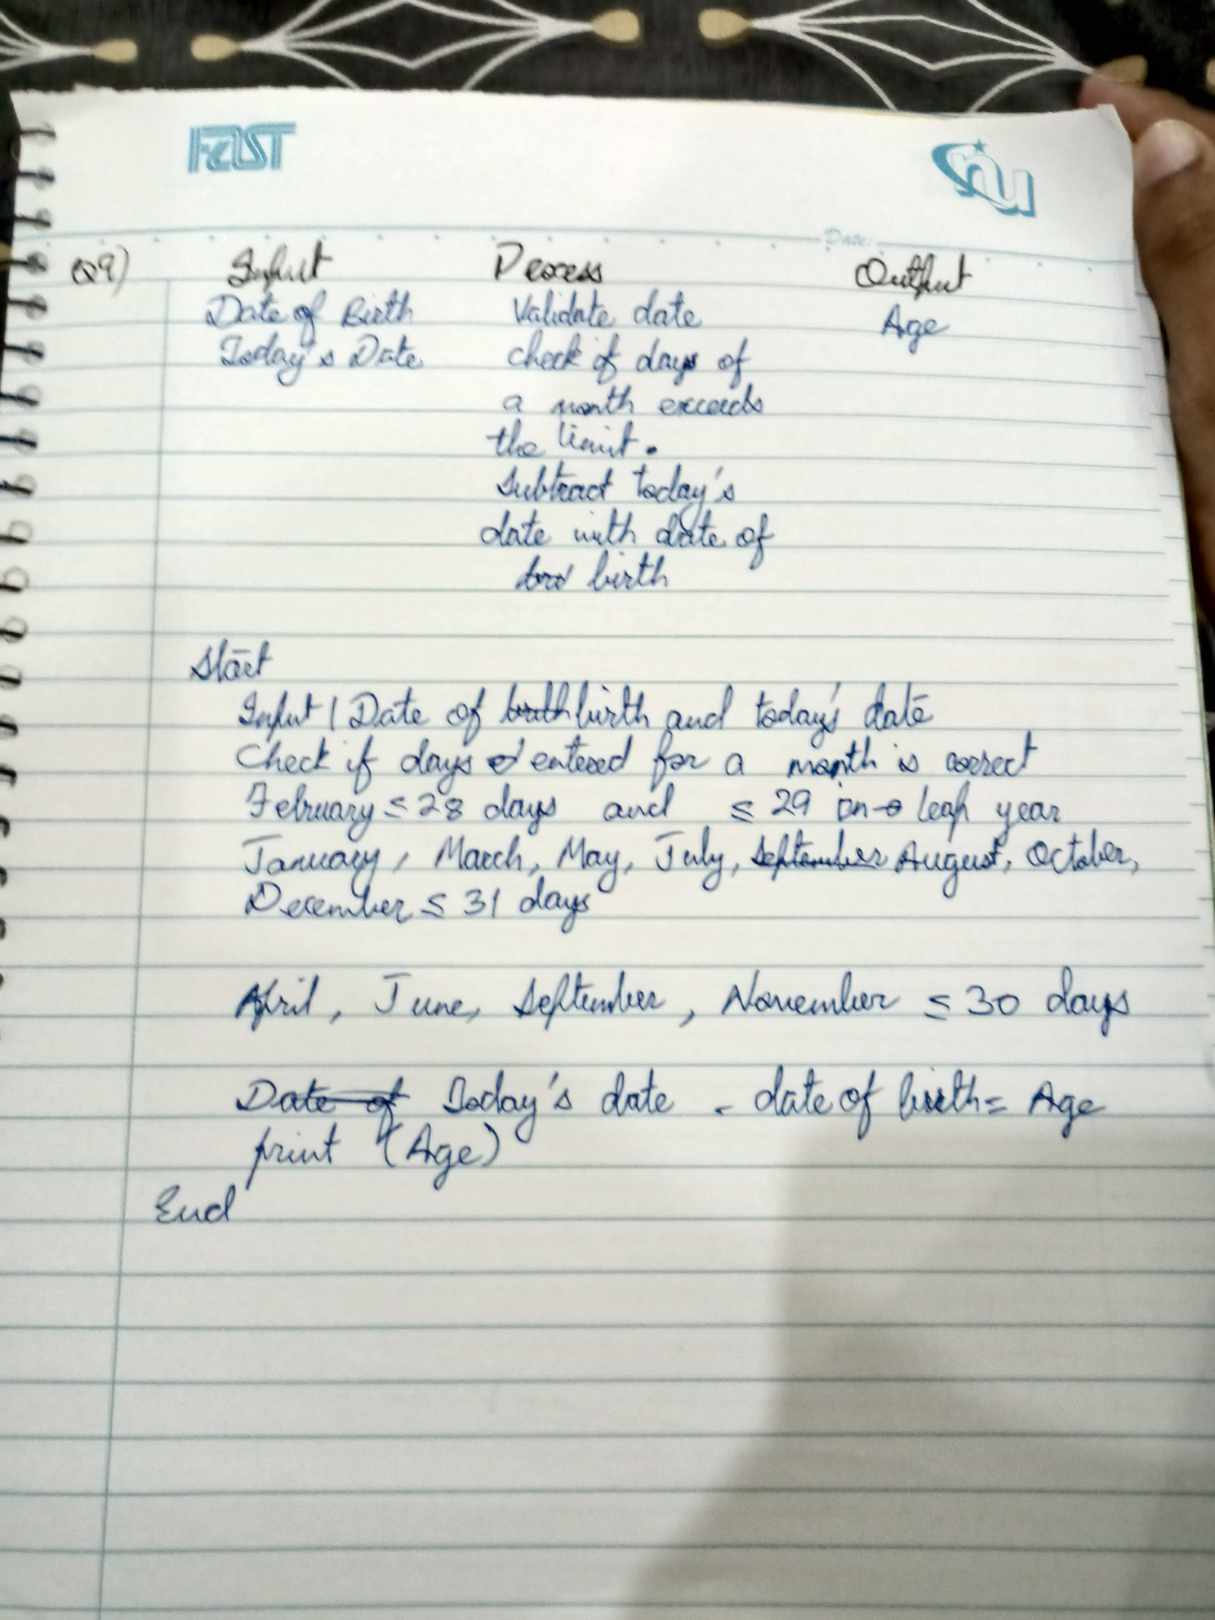 FAST
nu
Date:
Q9) Input Process Output
Date of Birth Validate date Age
Today's Date check if days of
a month exceeds
the limit.
Subtract today's
date with date of
birth
Start
Input | Date of birth birth and today's date
Check if days entered for a month is correct
February ≤ 28 days and ≤ 29 on leap year
January, March, May, July, September August, October,
December ≤ 31 days
April, June, September, November ≤ 30 days
Date of Today's date - date of birth = Age
print (Age)
End